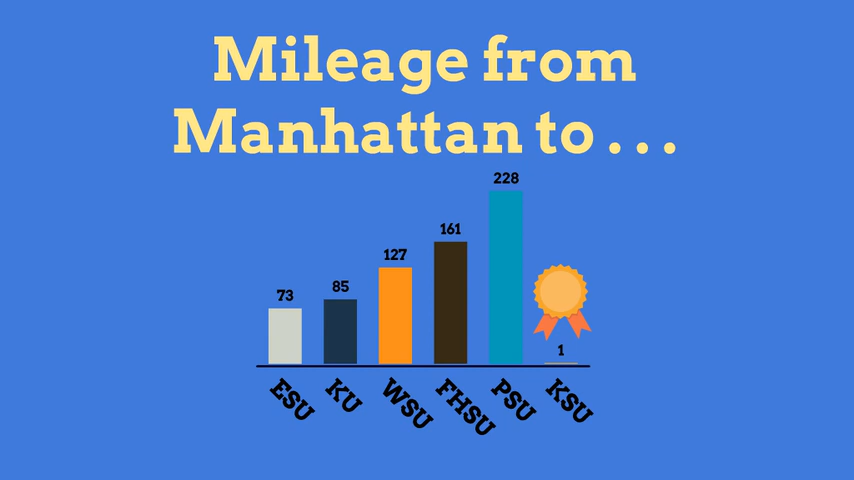 Mileage from
Manhattan to . . .
228
161
127
85
73
1
ESU
KU
WSU
FHSU
PSU
KSU